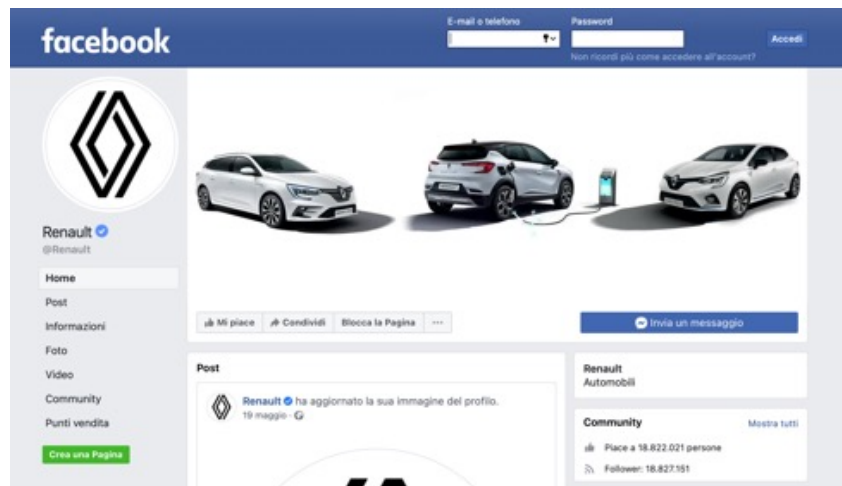 facebook
E-mail o telefono
Password
Accedi
Non ricordi più come accedere all'account?
Renault
@Renault
Home
Post
Informazioni
Foto
Video
Community
Punti vendita
Crea una Pagina
Mi piace
Condividi
Blocca la Pagina
Invia un messaggio
Post
Renault ha aggiornato la sua immagine del profilo.
19 maggio ·
Renault
Automobili
Community
Mostra tutti
Piace a 18.822.021 persone
Follower: 18.827.151